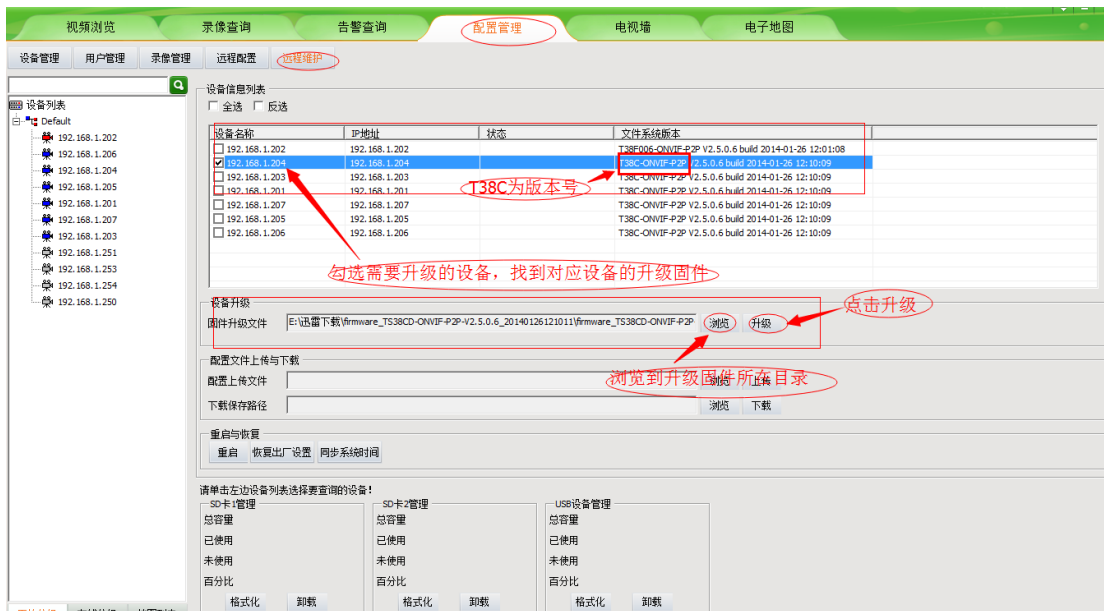 视频浏览 录像查询 告警查询 配置管理 电视墙 电子地图
设备管理 用户管理 录像管理 远程配置 远程维护
设备列表
Default
192.168.1.202
192.168.1.206
192.168.1.204
192.168.1.205
192.168.1.201
192.168.1.207
192.168.1.203
192.168.1.251
192.168.1.253
192.168.1.254
192.168.1.250
设备信息列表
全选 反选
设备名称 IP地址 状态 文件系统版本
192.168.1.202 192.168.1.202 T38F006-ONVIF-P2P V2.5.0.6 build 2014-01-26 12:01:08
192.168.1.204 192.168.1.204 T38C-ONVIF-P2P V2.5.0.6 build 2014-01-26 12:10:09
192.168.1.203 192.168.1.203 T38C-ONVIF-P2P V2.5.0.6 build 2014-01-26 12:10:09
192.168.1.201 192.168.1.201 T38C-ONVIF-P2P V2.5.0.6 build 2014-01-26 12:10:09
192.168.1.207 192.168.1.207 T38C-ONVIF-P2P V2.5.0.6 build 2014-01-26 12:10:09
192.168.1.205 192.168.1.205 T38C-ONVIF-P2P V2.5.0.6 build 2014-01-26 12:10:09
192.168.1.206 192.168.1.206 T38C-ONVIF-P2P V2.5.0.6 build 2014-01-26 12:10:09
T38C为版本号
勾选需要升级的设备，找到对应设备的升级固件
设备升级
点击升级
固件升级文件 E:\迅雷下载\firmware_TS38CD-ONVIF-P2P-V2.5.0.6_20140126121011\firmware_TS38CD-ONVIF-P2P 浏览 升级
配置文件上传与下载
浏览到升级固件所在目录
配置上传文件 浏览 上传
下载保存路径 浏览 下载
重启与恢复
重启 恢复出厂设置 同步系统时间
请单击左边设备列表选择要查询的设备!
SD卡1管理 SD卡2管理 USB设备管理
总容量 总容量 总容量
已使用 已使用 已使用
未使用 未使用 未使用
百分比 百分比 百分比
格式化 卸载 格式化 卸载 格式化 卸载